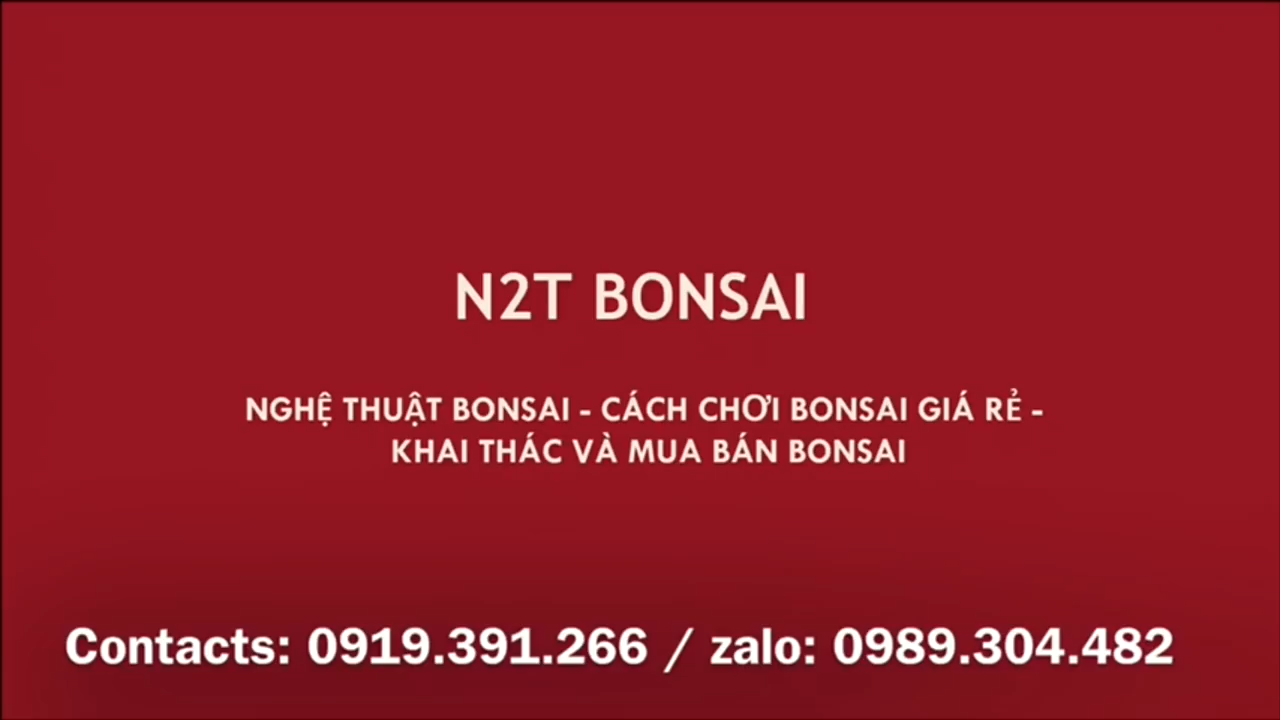 N2T BONSAI
NGHỆ THUẬT BONSAI - CÁCH CHƠI BONSAI GIÁ RẺ -
KHAI THÁC VÀ MUA BÁN BONSAI
Contacts: 0919.391.266 / zalo: 0989.304.482